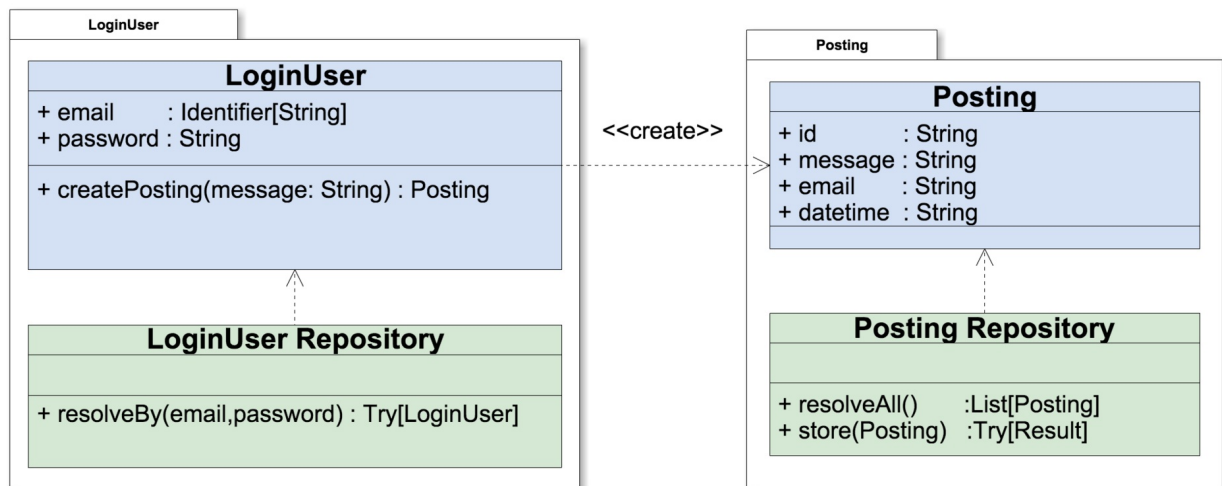 LoginUser
LoginUser
+ email : Identifier[String]
+ password : String
+ createPosting(message: String) : Posting
LoginUser Repository
+ resolveBy(email,password) : Try[LoginUser]
<<create>>
Posting
Posting
+ id : String
+ message : String
+ email : String
+ datetime : String
Posting Repository
+ resolveAll() :List[Posting]
+ store(Posting) :Try[Result]